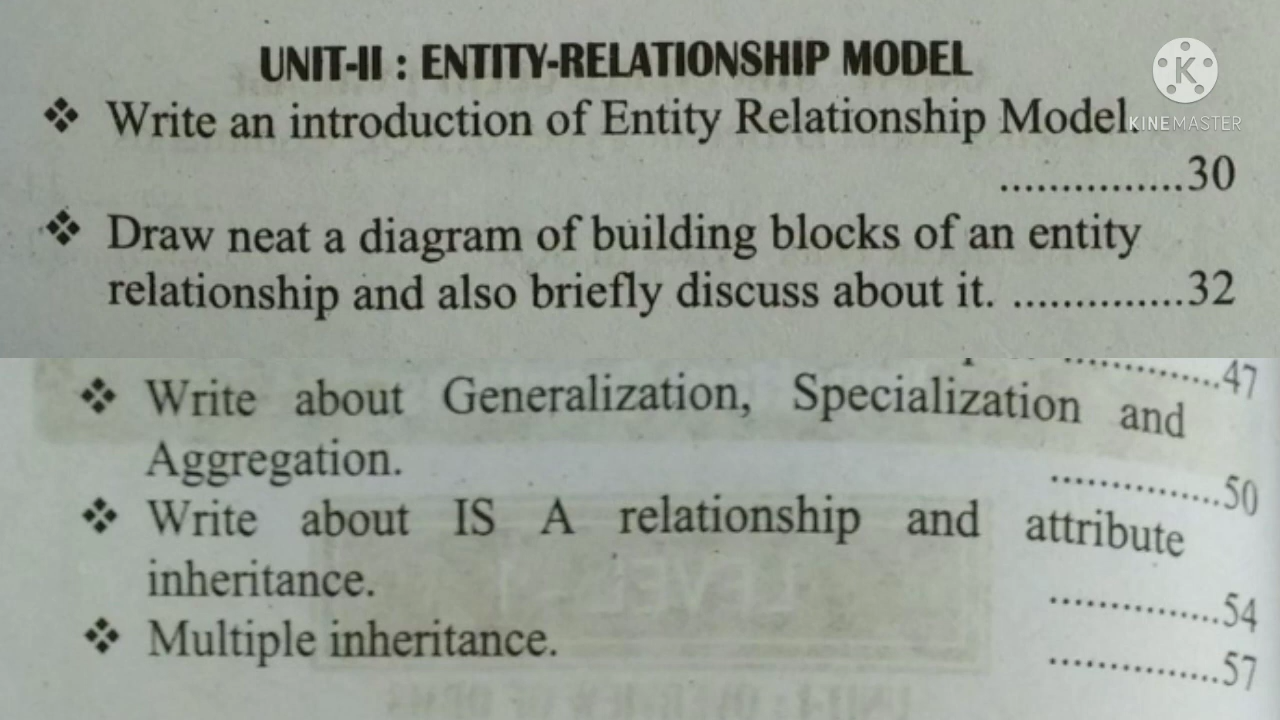 UNIT-II : ENTITY-RELATIONSHIP MODEL
❖ Write an introduction of Entity Relationship Model.
...............30
❖ Draw neat a diagram of building blocks of an entity
relationship and also briefly discuss about it. ..............32
...............47
❖ Write about Generalization, Specialization and
Aggregation. ...............50
❖ Write about IS A relationship and attribute
inheritance. ...............54
❖ Multiple inheritance. ...............57
K
KINEMASTER